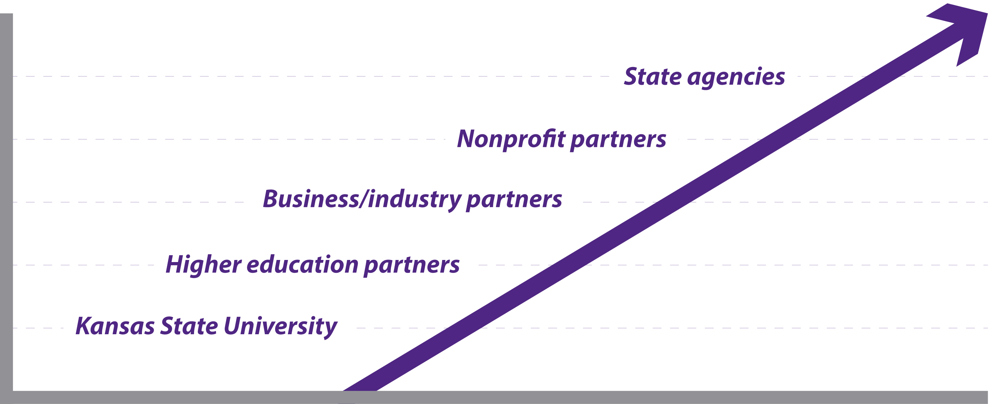 State agencies
Nonprofit partners
Business/industry partners
Higher education partners
Kansas State University